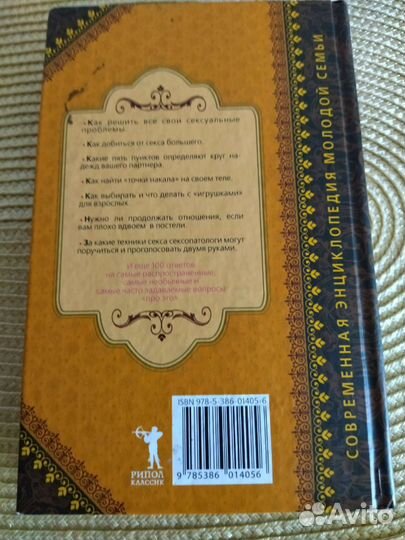 • Как решить все свои сексуальные
проблемы.
• Как добиться от секса большего.
• Какие пять пунктов определяют круг на-
дежд вашего партнера.
• Как найти «точки накала» на своем теле.
• Как выбирать и что делать с «игрушками»
для взрослых.
• Нужно ли продолжать отношения, если
вам плохо вдвоем в постели.
• За какие техники секса сексопатологи могут
поручиться и проголосовать двумя руками.
И еще 100 ответов
на самые распространенные,
самые необычные и
самые часто задаваемые вопросы
«про это»
СОВРЕМЕННАЯ ЭНЦИКЛОПЕДИЯ МОЛОДОЙ СЕМЬИ
РИПОЛ
КЛАССИК
ISBN 978-5-386-01405-6
9 785386 014056
Avito